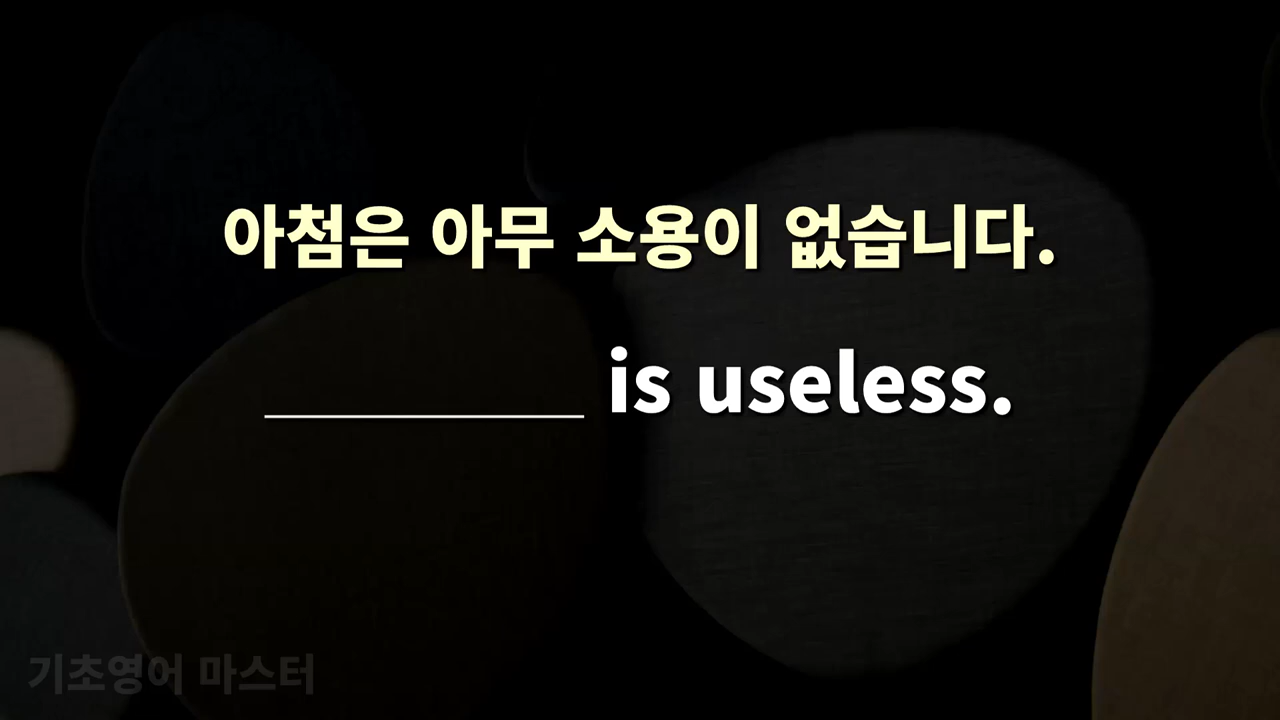 아첨은 아무 소용이 없습니다.
__________ is useless.
기초영어 마스터